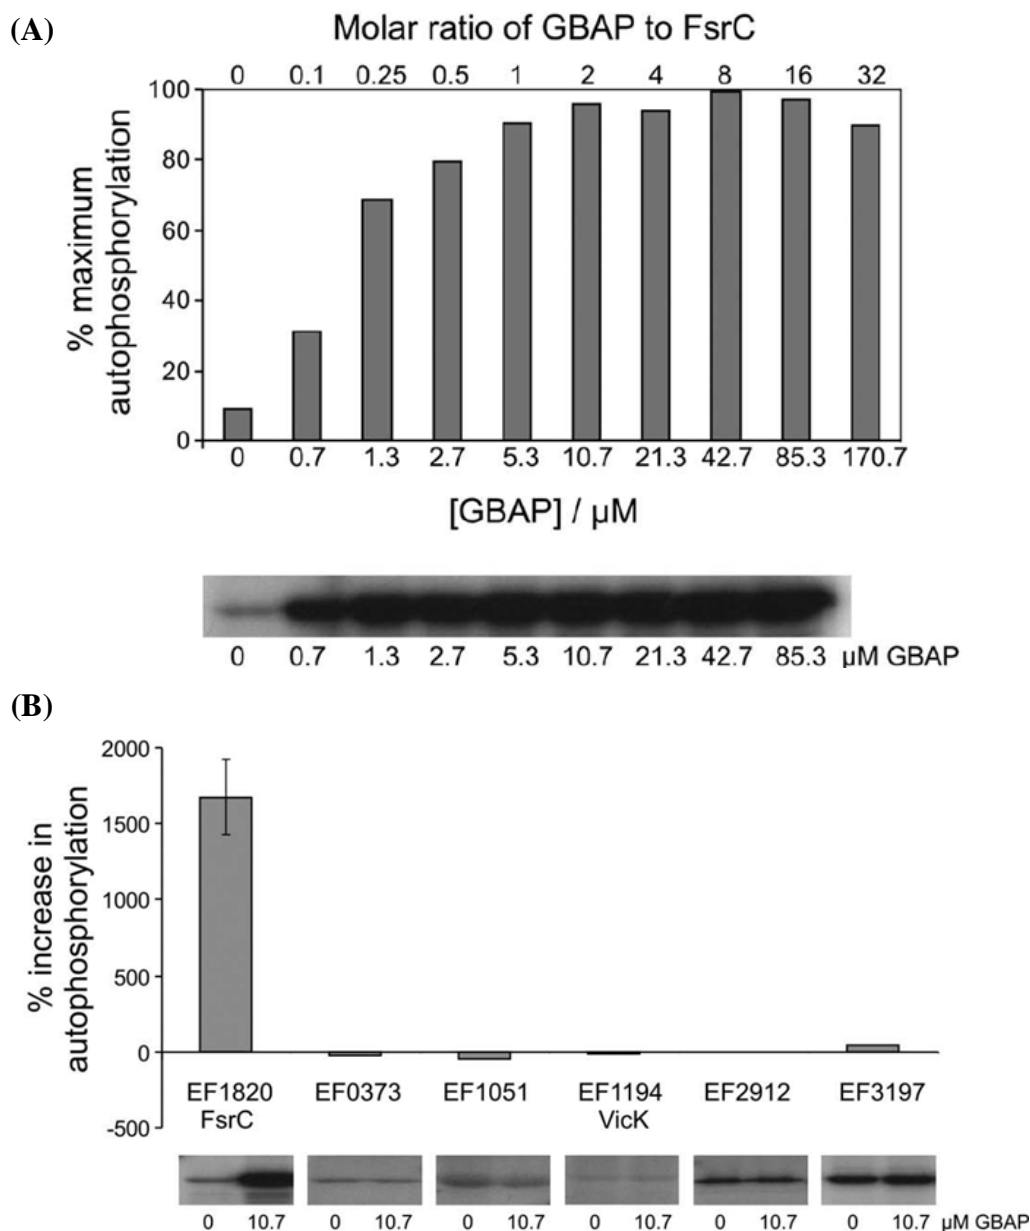 (A)
Molar ratio of GBAP to FsrC
0 0.1 0.25 0.5 1 2 4 8 16 32
% maximum
autophosphorylation
100
80
60
40
20
0
0 0.7 1.3 2.7 5.3 10.7 21.3 42.7 85.3 170.7
[GBAP] / µM
0 0.7 1.3 2.7 5.3 10.7 21.3 42.7 85.3 µM GBAP
(B)
% increase in
autophosphorylation
2000
1500
1000
500
0
-500
EF1820 EF0373 EF1051 EF1194 EF2912 EF3197
FsrC VicK
0 10.7 0 10.7 0 10.7 0 10.7 0 10.7 0 10.7 µM GBAP